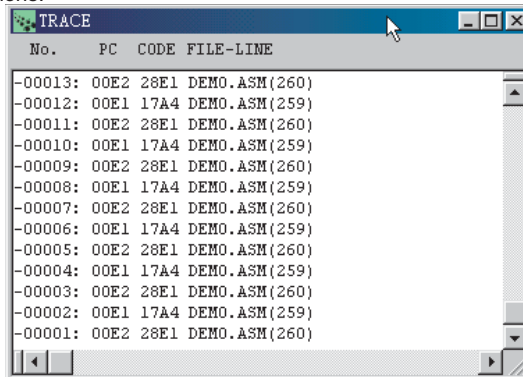 TRACE
No. PC CODE FILE-LINE
-00013: 00E2 28E1 DEMO.ASM(260)
-00012: 00E1 17A4 DEMO.ASM(259)
-00011: 00E2 28E1 DEMO.ASM(260)
-00010: 00E1 17A4 DEMO.ASM(259)
-00009: 00E2 28E1 DEMO.ASM(260)
-00008: 00E1 17A4 DEMO.ASM(259)
-00007: 00E2 28E1 DEMO.ASM(260)
-00006: 00E1 17A4 DEMO.ASM(259)
-00005: 00E2 28E1 DEMO.ASM(260)
-00004: 00E1 17A4 DEMO.ASM(259)
-00003: 00E2 28E1 DEMO.ASM(260)
-00002: 00E1 17A4 DEMO.ASM(259)
-00001: 00E2 28E1 DEMO.ASM(260)